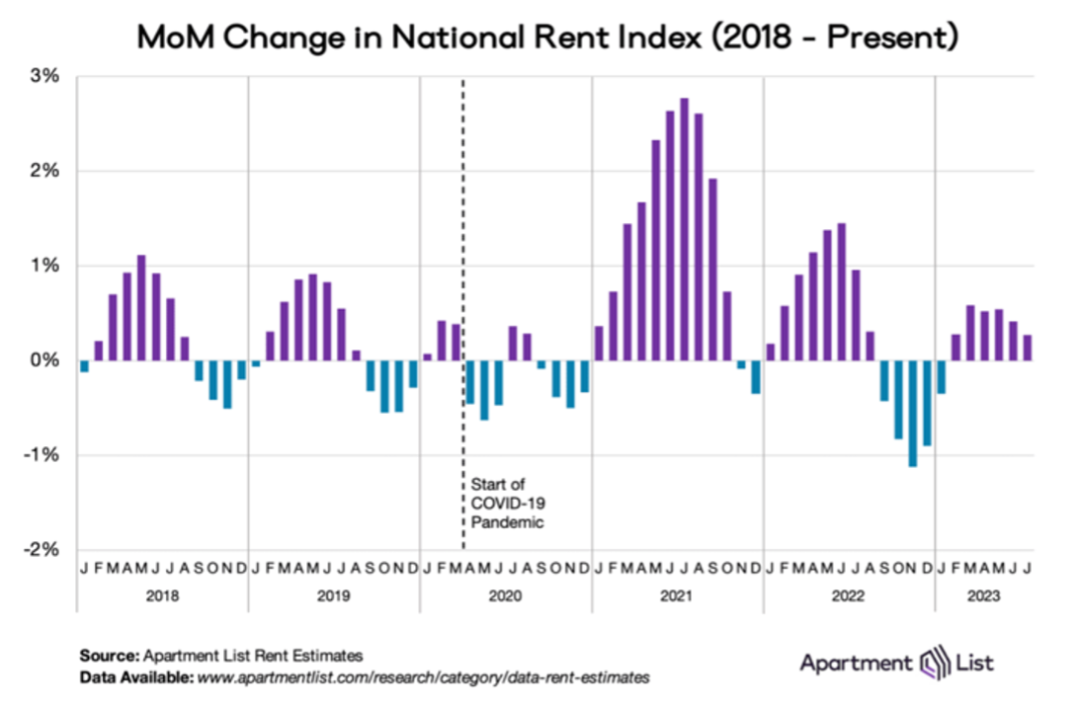 MoM Change in National Rent Index (2018 - Present)
3%
2%
1%
0%
-1%
-2%
Start of
COVID-19
Pandemic
J F M A M J J A S O N D J F M A M J J A S O N D J F M A M J J A S O N D J F M A M J J A S O N D J F M A M J J A S O N D J F M A M J J
2018 2019 2020 2021 2022 2023
Source: Apartment List Rent Estimates
Data Available: www.apartmentlist.com/research/category/data-rent-estimates
Apartment List